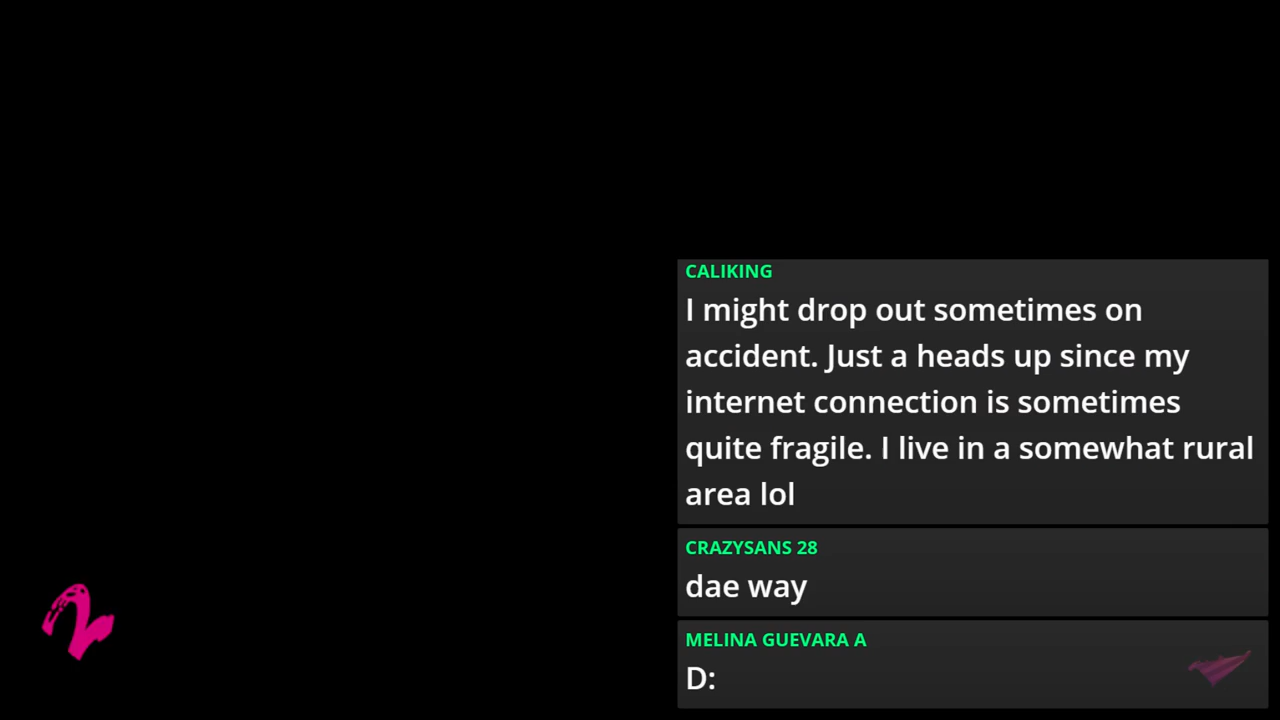 CALIKING
I might drop out sometimes on
accident. Just a heads up since my
internet connection is sometimes
quite fragile. I live in a somewhat rural
area lol
CRAZYSANS 28
dae way
MELINA GUEVARA A
D:
2